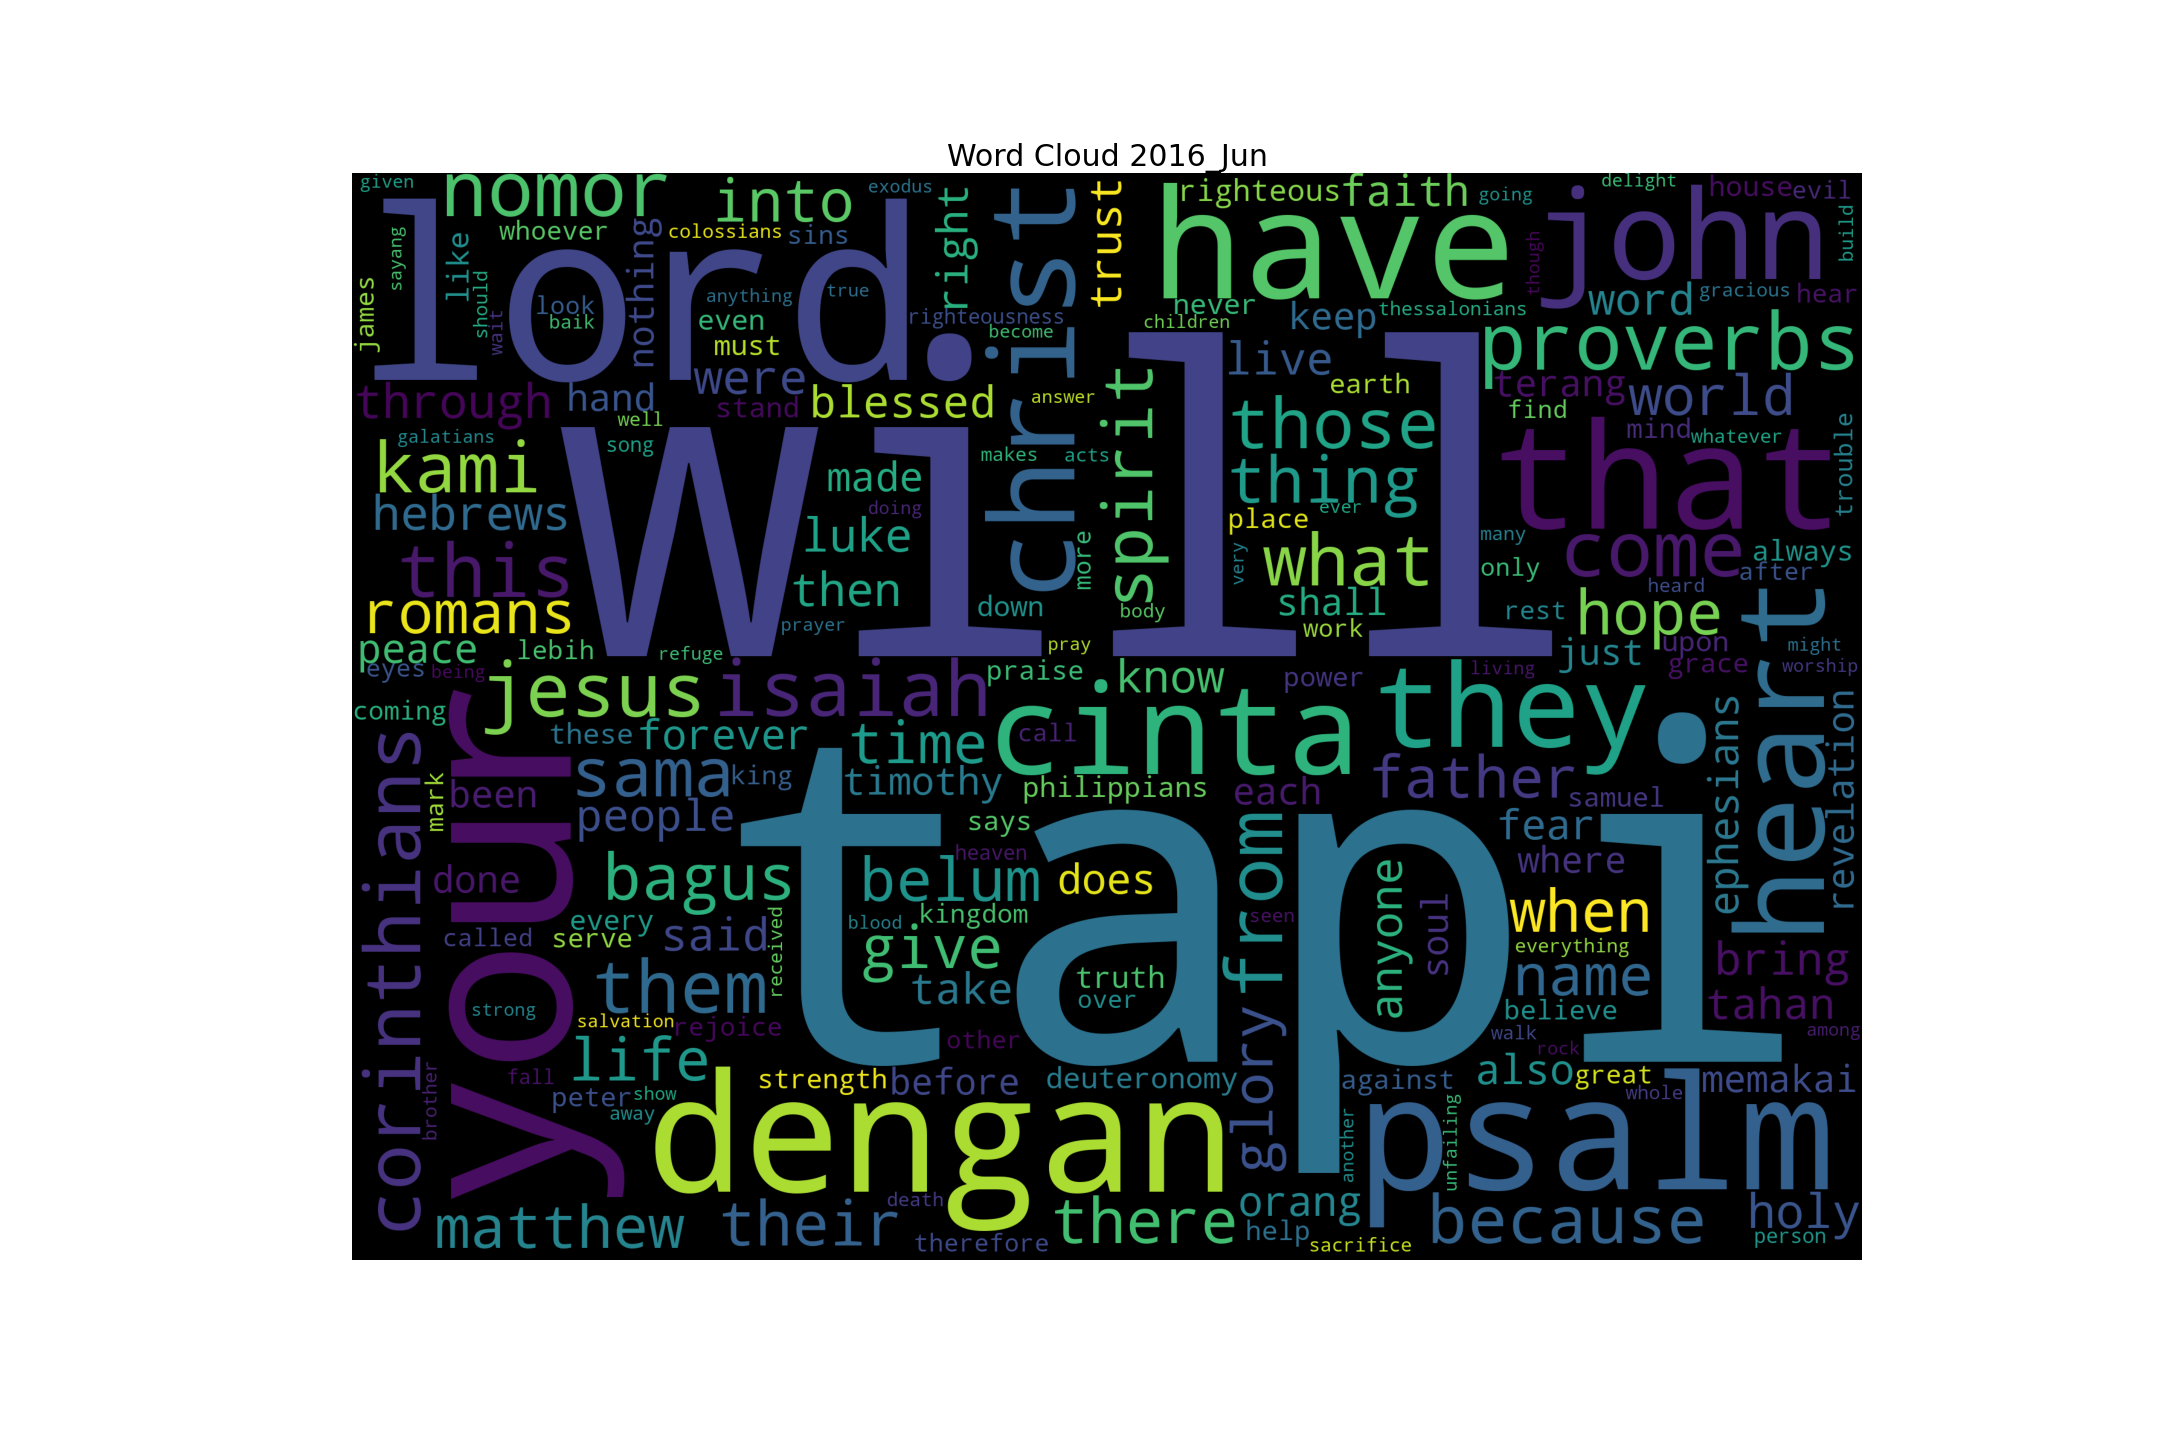 Word Cloud 2016_Jun
given
nomor
into
exodus
right
christ
trust
righteous
faith
going
delight
house
evil
lord
have
john
build
whoever
nothing
colossians
sins
sayang
like
should
james
wait
look
baik
anything
true
even
must
righteousness
become
never
children
keep
thessalonians
though
word
gracious
hear
proverbs
were
live
earth
terang
world
through
hand
well
stand
blessed
answer
spirit
those
find
mind
whatever
that
trouble
galatians
song
kami
will
made
makes
acts
thing
hebrews
doing
luke
ever
place
many
come
always
this
more
very
what
only
after
heard
then
down
body
shall
rest
hope
heart
romans
prayer
work
peace
lebih
refuge
pray
just
upon
might
eyes
being
jesus
isaiah
praise
know
power
they
living
grace
worship
coming
your
cinta
these
forever
time
call
corinthians
mark
been
sama
king
timothy
philippians
each
father
samuel
ephesians
revelation
people
tapi
says
from
fear
done
bagus
heaven
belum
does
anyone
soul
where
every
received
blood
kingdom
seen
when
called
serve
said
give
everything
bring
them
take
truth
over
name
tahan
strong
salvation
rejoice
believe
other
glory
walk
rock
among
brother
fall
life
strength
before
deuteronomy
against
also
great
memakai
peter
show
away
dengan
another
psalm
unfailing
whole
matthew
their
death
there
orang
because
holy
therefore
help
sacrifice
person